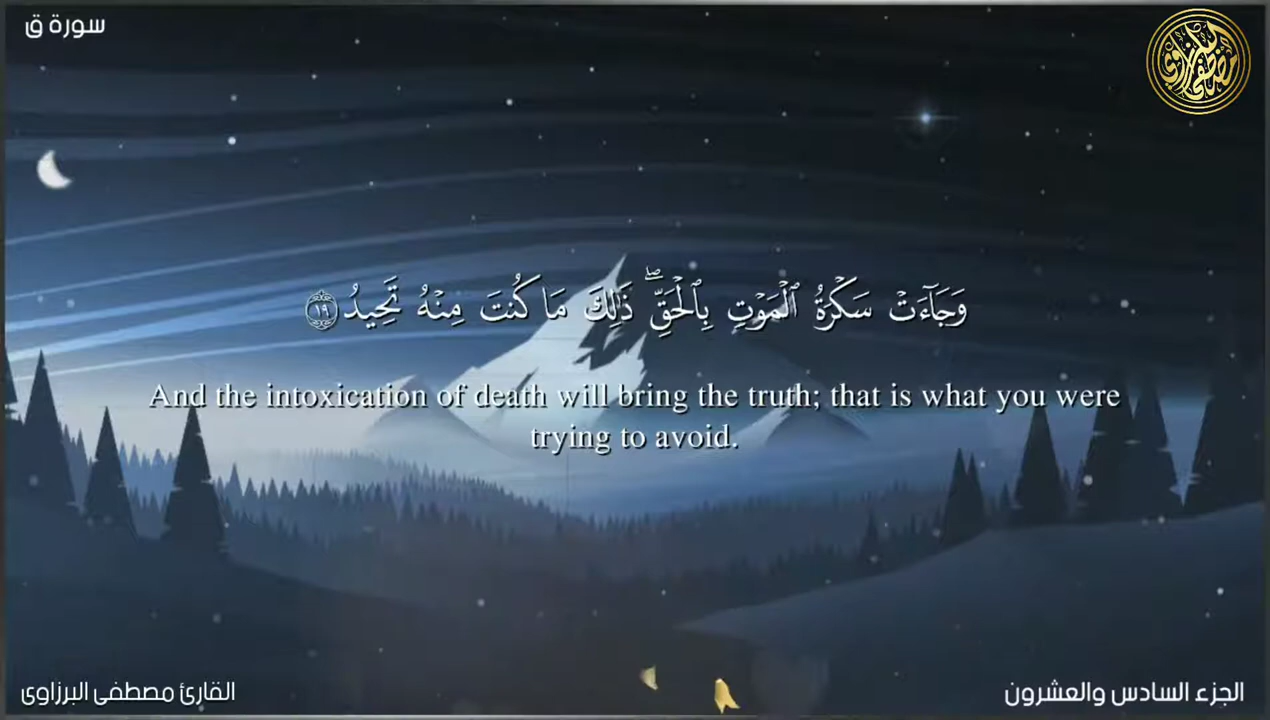 سورة ق
وَجَآءَتْ سَكْرَةُ ٱلْمَوْتِ بِٱلْحَقِّ ۖ ذَٰلِكَ مَا كُنتَ مِنْهُ تَحِيدُ ١٩
And the intoxication of death will bring the truth; that is what you were
trying to avoid.
الجزء السادس والعشرون
القارئ مصطفى البرزاوى